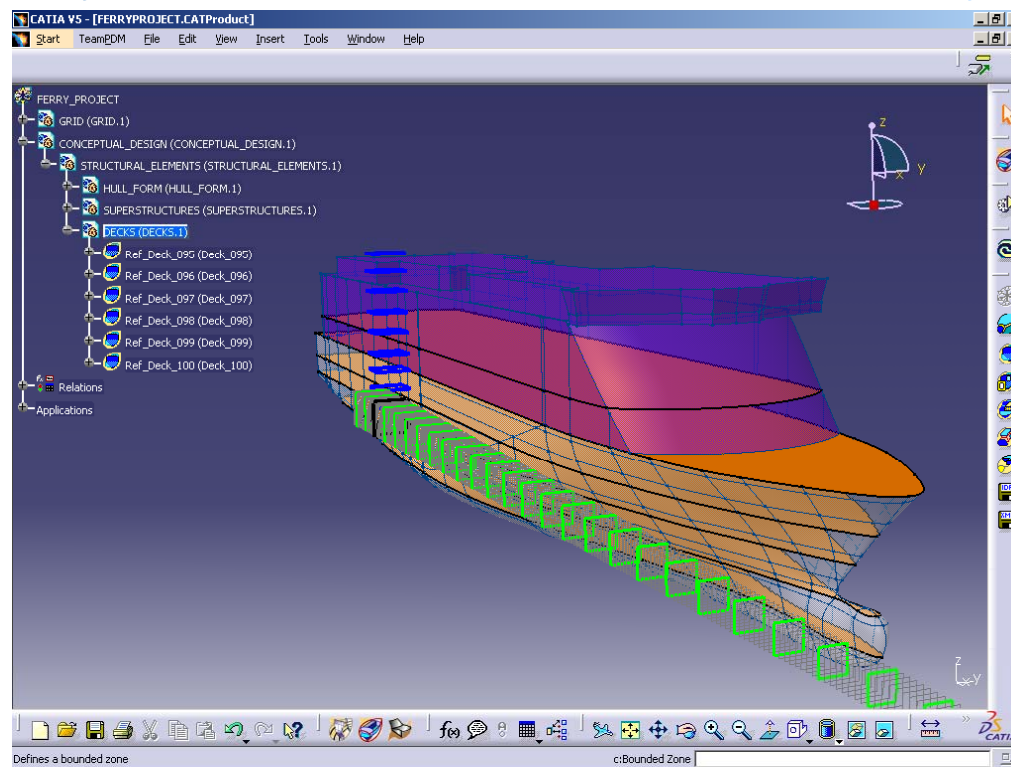 CATIA V5 - [FERRYPROJECT.CATProduct]
Start TeamPDM File Edit View Insert Tools Window Help
FERRY_PROJECT
GRID (GRID.1)
CONCEPTUAL_DESIGN (CONCEPTUAL_DESIGN.1)
STRUCTURAL_ELEMENTS (STRUCTURAL_ELEMENTS.1)
HULL_FORM (HULL_FORM.1)
SUPERSTRUCTURES (SUPERSTRUCTURES.1)
DECKS (DECKS.1)
Ref_Deck_095 (Deck_095)
Ref_Deck_096 (Deck_096)
Ref_Deck_097 (Deck_097)
Ref_Deck_098 (Deck_098)
Ref_Deck_099 (Deck_099)
Ref_Deck_100 (Deck_100)
Relations
Applications
z
y
x
z
x y
f(x)
CATIA
Defines a bounded zone
c:Bounded Zone